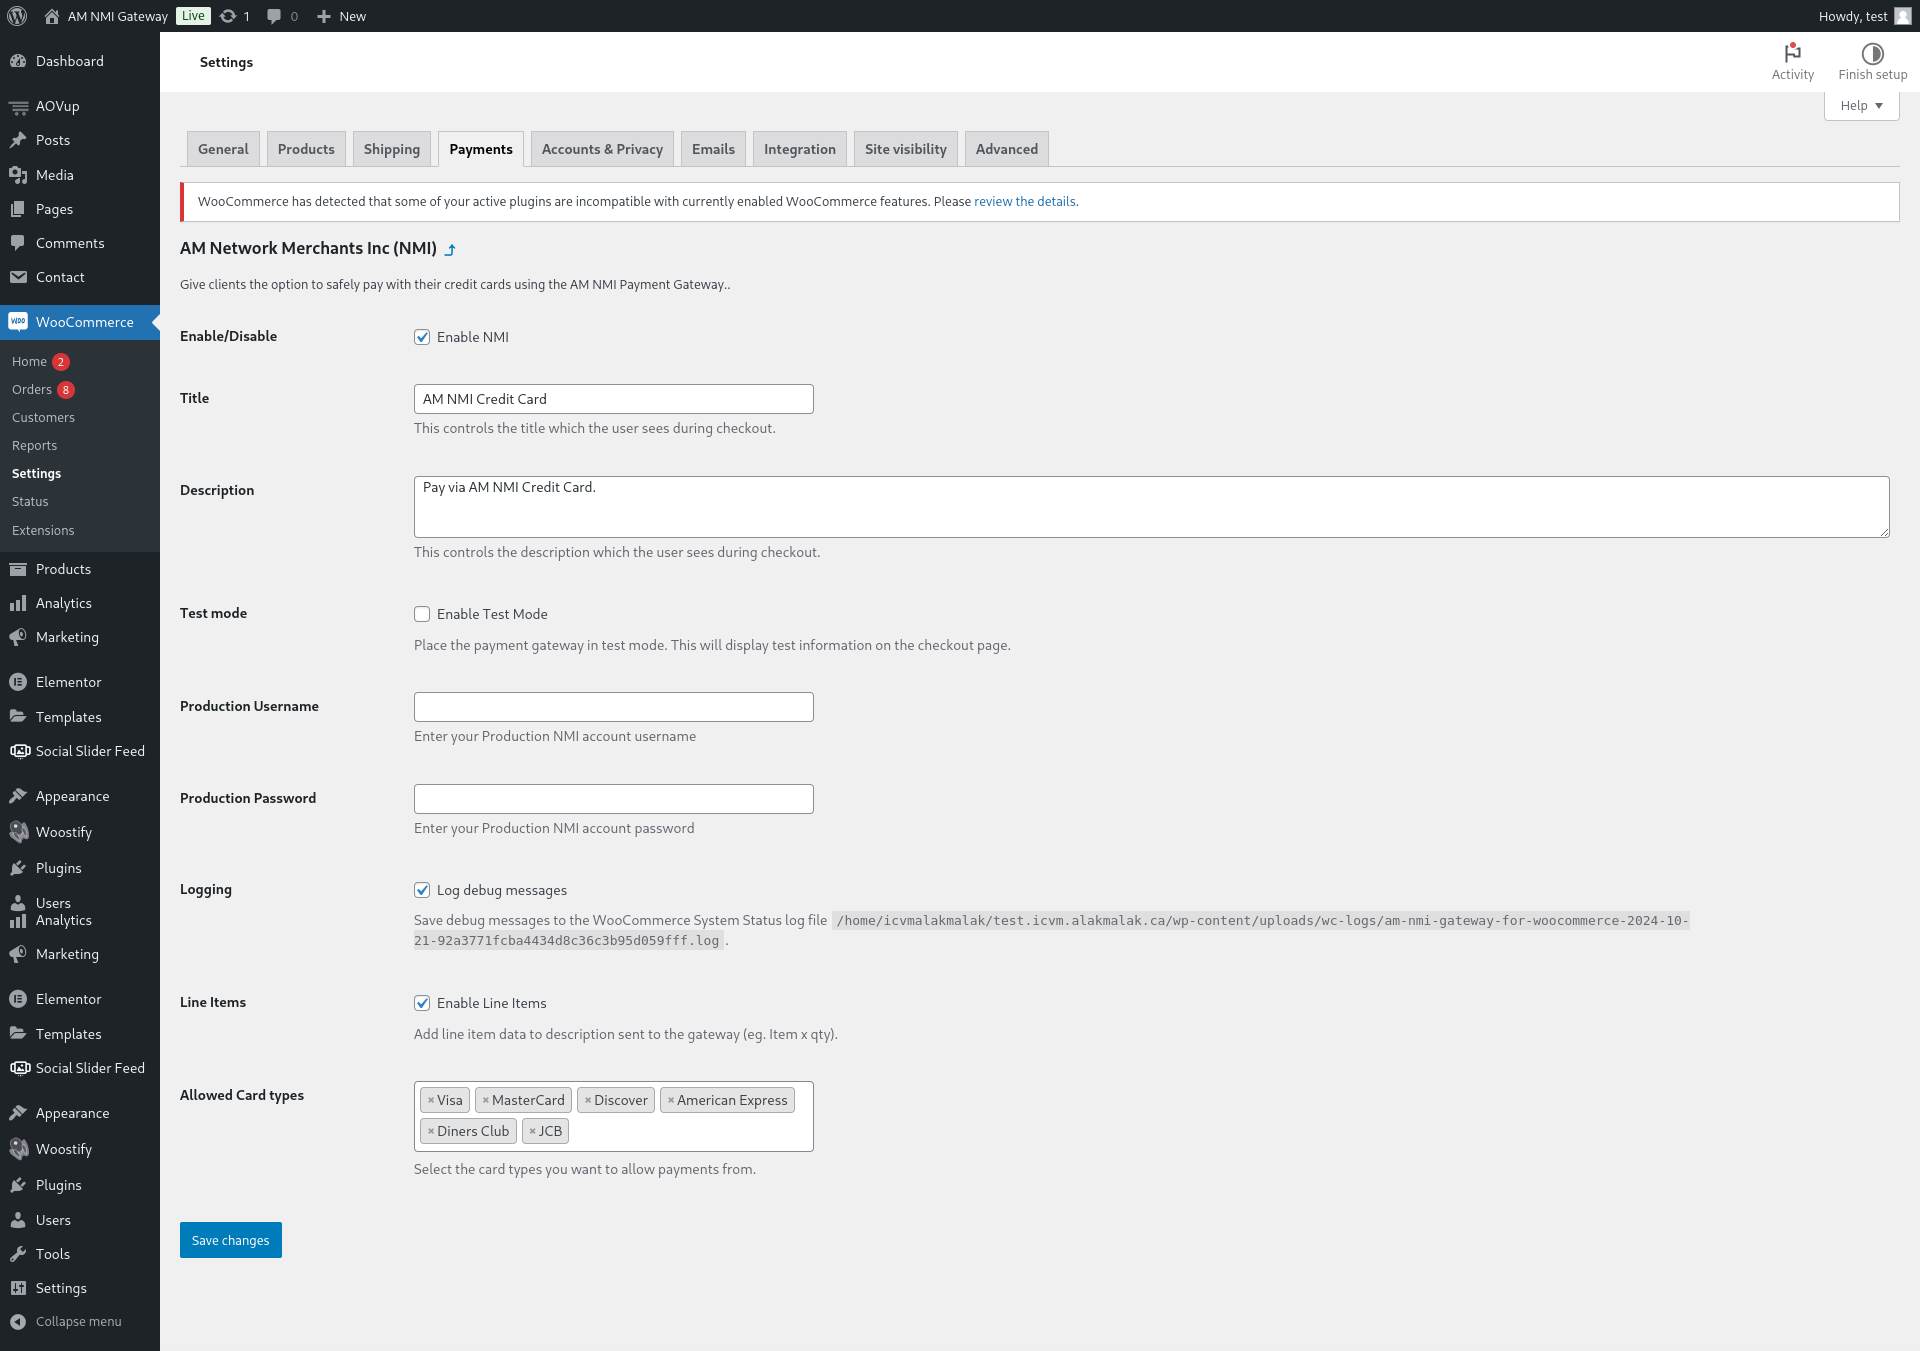 AM NMI Gateway Live 1 0 New Howdy, test
Dashboard
AOVup
Posts
Media
Pages
Comments
Contact
WooCommerce
Home 2
Orders 8
Customers
Reports
Settings
Status
Extensions
Products
Analytics
Marketing
Elementor
Templates
Social Slider Feed
Appearance
Woostify
Plugins
Users
Analytics
Marketing
Elementor
Templates
Social Slider Feed
Appearance
Woostify
Plugins
Users
Tools
Settings
Collapse menu
Settings
Activity
Finish setup
Help
General Products Shipping Payments Accounts & Privacy Emails Integration Site visibility Advanced
WooCommerce has detected that some of your active plugins are incompatible with currently enabled WooCommerce features. Please review the details.
AM Network Merchants Inc (NMI)
Give clients the option to safely pay with their credit cards using the AM NMI Payment Gateway..
Enable/Disable Enable NMI
Title AM NMI Credit Card
This controls the title which the user sees during checkout.
Description Pay via AM NMI Credit Card.
This controls the description which the user sees during checkout.
Test mode Enable Test Mode
Place the payment gateway in test mode. This will display test information on the checkout page.
Production Username
Enter your Production NMI account username
Production Password
Enter your Production NMI account password
Logging Log debug messages
Save debug messages to the WooCommerce System Status log file /home/icvmalakmalak/test.icvm.alakmalak.ca/wp-content/uploads/wc-logs/am-nmi-gateway-for-woocommerce-2024-10-
21-92a3771fcba4434d8c36c3b95d059fff.log .
Line Items Enable Line Items
Add line item data to description sent to the gateway (eg. Item x qty).
Allowed Card types × Visa × MasterCard × Discover × American Express
× Diners Club × JCB
Select the card types you want to allow payments from.
Save changes